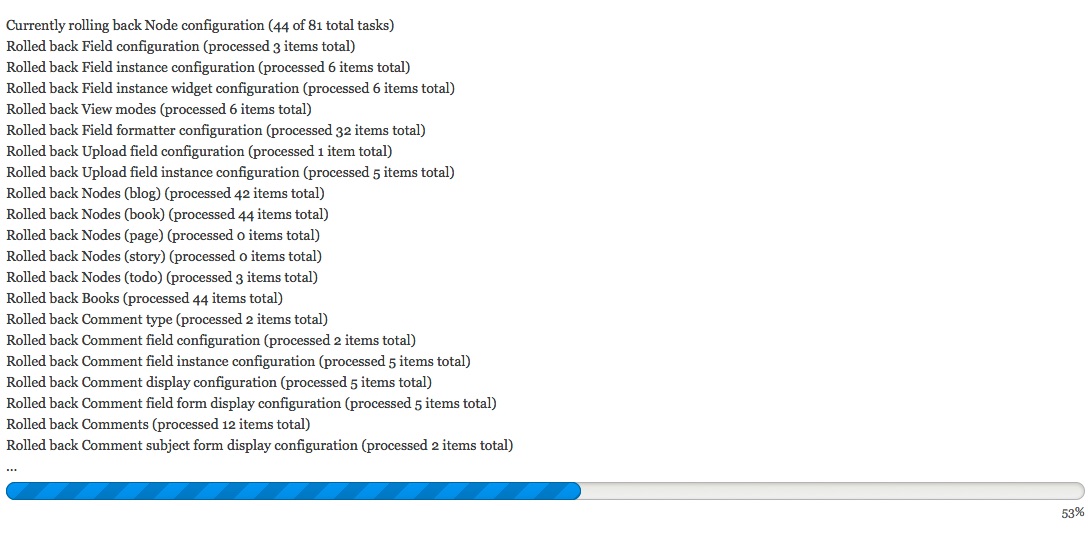 Currently rolling back Node configuration (44 of 81 total tasks)
Rolled back Field configuration (processed 3 items total)
Rolled back Field instance configuration (processed 6 items total)
Rolled back Field instance widget configuration (processed 6 items total)
Rolled back View modes (processed 6 items total)
Rolled back Field formatter configuration (processed 32 items total)
Rolled back Upload field configuration (processed 1 item total)
Rolled back Upload field instance configuration (processed 5 items total)
Rolled back Nodes (blog) (processed 42 items total)
Rolled back Nodes (book) (processed 44 items total)
Rolled back Nodes (page) (processed 0 items total)
Rolled back Nodes (story) (processed 0 items total)
Rolled back Nodes (todo) (processed 3 items total)
Rolled back Books (processed 44 items total)
Rolled back Comment type (processed 2 items total)
Rolled back Comment field configuration (processed 2 items total)
Rolled back Comment field instance configuration (processed 5 items total)
Rolled back Comment display configuration (processed 5 items total)
Rolled back Comment field form display configuration (processed 5 items total)
Rolled back Comments (processed 12 items total)
Rolled back Comment subject form display configuration (processed 2 items total)
...
53%